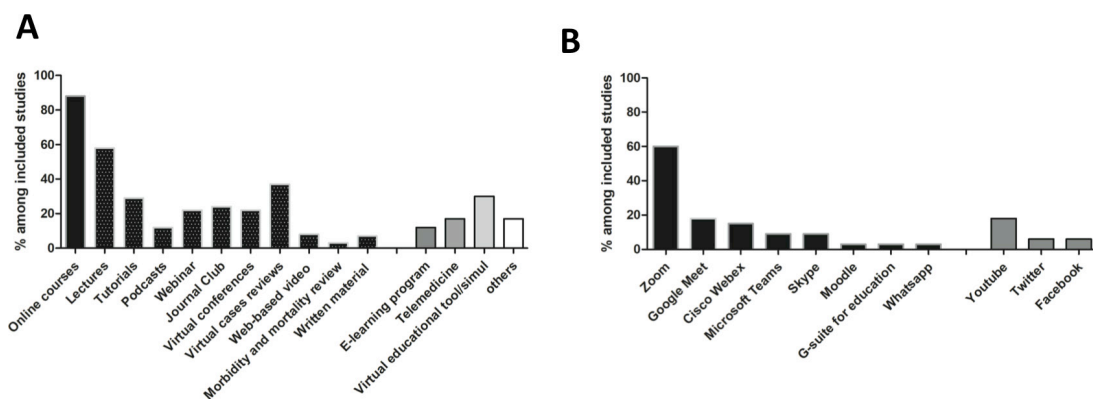 A
% among included studies
100
80
60
40
20
0
Online courses
Lectures
Tutorials
Podcasts
Webinar
Journal Club
Virtual conferences
Virtual cases reviews
Web-based video
Morbidity and mortality review
Written material
E-learning program
Telemedicine
Virtual educational tool/simul
others
B
% among included studies
100
80
60
40
20
0
Zoom
Google Meet
Cisco Webex
Microsoft Teams
Skype
Moodle
G-suite for education
Whatsapp
Youtube
Twitter
Facebook